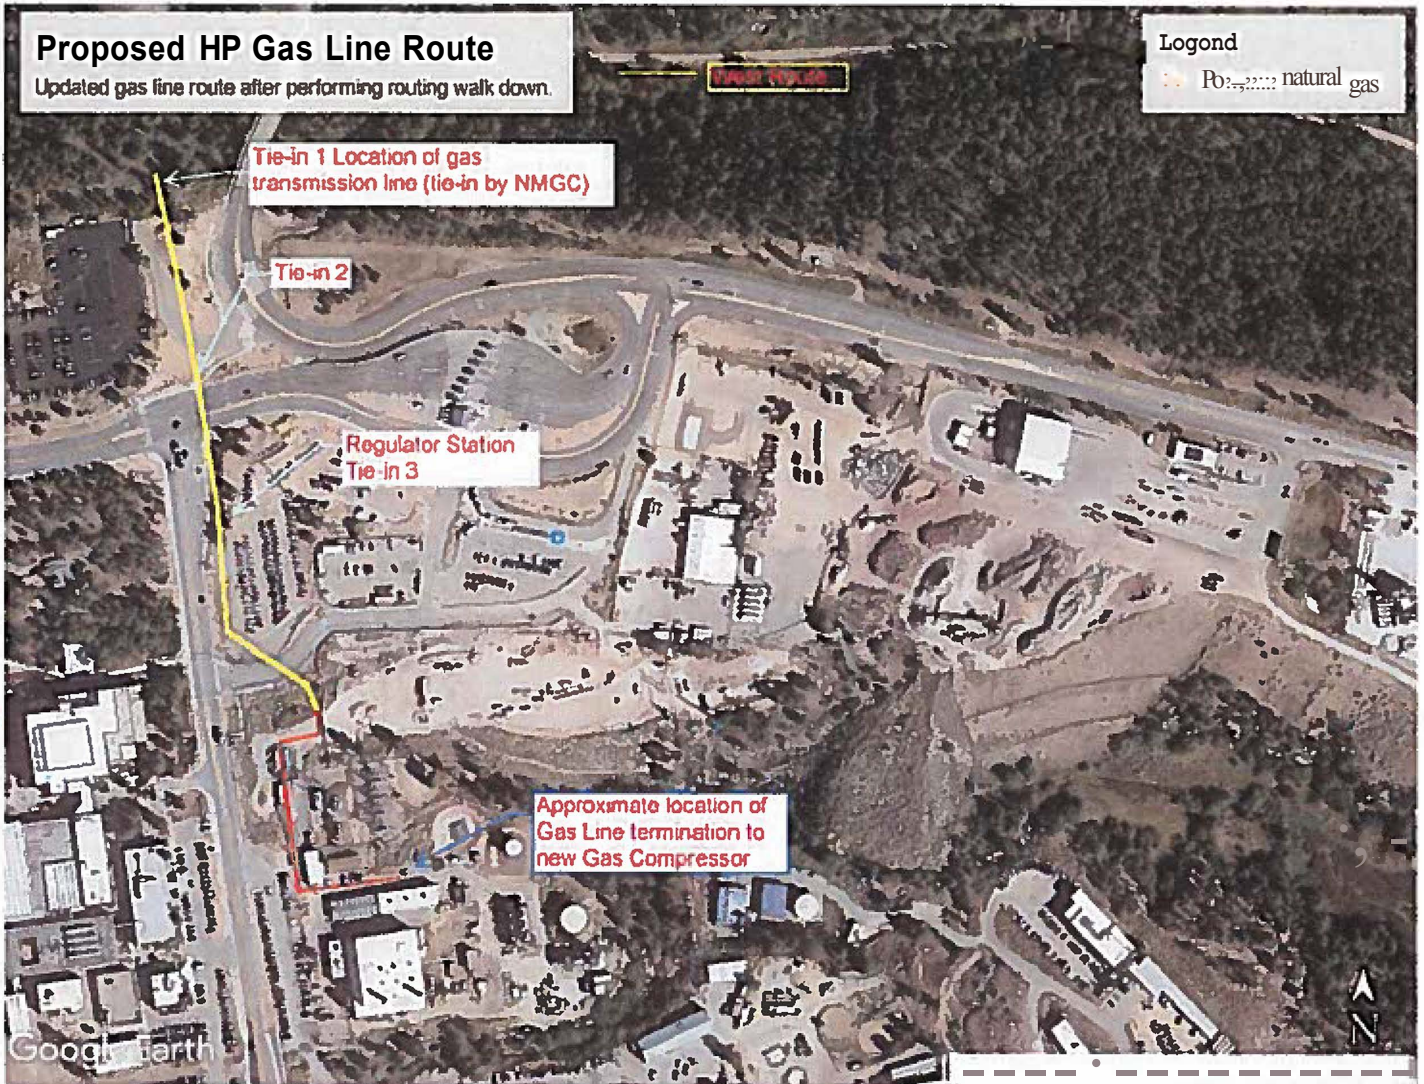 Proposed HP Gas Line Route
Updated gas line route after performing routing walk down.
West Route
Logond
natural gas
Tie-in 1 Location of gas
transmission line (tie-in by NMGC)
Tie-in 2
Regulator Station
Tie-in 3
Approximate location of
Gas Line termination to
new Gas Compressor
Google Earth
N